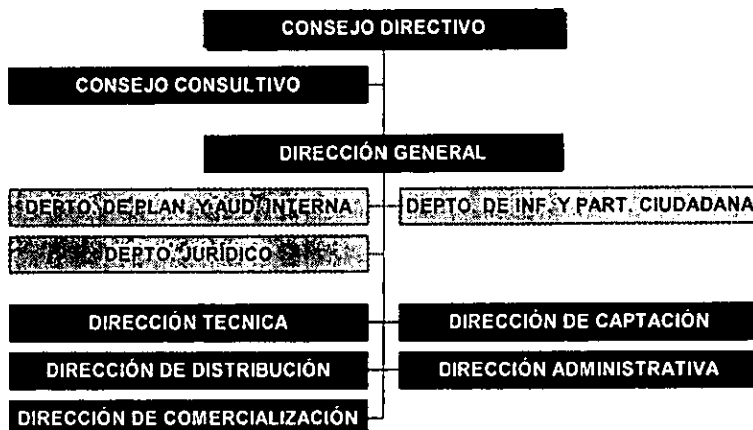 CONSEJO DIRECTIVO
CONSEJO CONSULTIVO
DIRECCIÓN GENERAL
DEPTO. DE PLAN. Y AUD. INTERNA
DEPTO. DE INF. Y PART. CIUDADANA
DEPTO. JURÍDICO
DIRECCIÓN TECNICA
DIRECCIÓN DE CAPTACIÓN
DIRECCIÓN DE DISTRIBUCIÓN
DIRECCIÓN ADMINISTRATIVA
DIRECCIÓN DE COMERCIALIZACIÓN